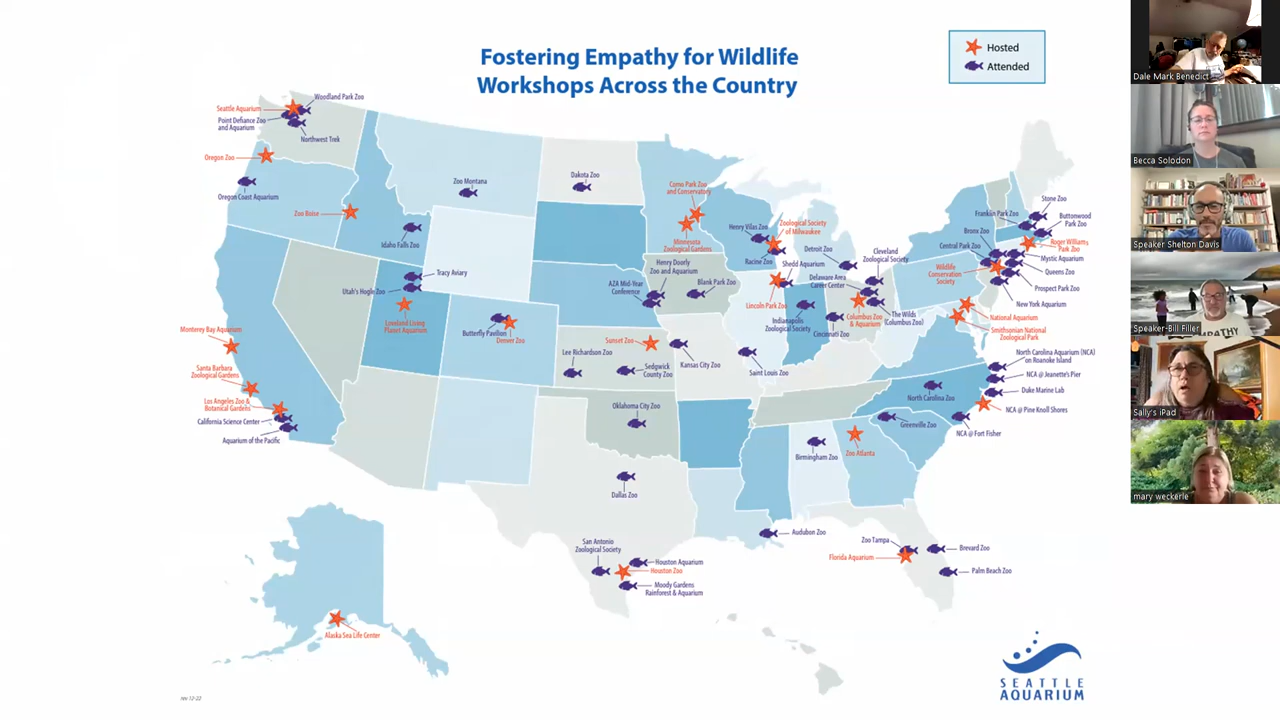 Fostering Empathy for Wildlife
Workshops Across the Country
Hosted
Attended
Woodland Park Zoo
Seattle Aquarium
Point Defiance Zoo
and Aquarium
Northwest Trek
Oregon Zoo
Oregon Coast Aquarium
Zoo Boise
Idaho Falls Zoo
Zoo Montana
Dakota Zoo
Como Park Zoo
and Conservatory
Minnesota
Zoological Gardens
Henry Vilas Zoo
Zoological Society
of Milwaukee
Racine Zoo
Shedd Aquarium
Lincoln Park Zoo
Detroit Zoo
Cleveland
Zoological Society
Delaware Area
Career Center
The Wilds
(Columbus Zoo)
Columbus Zoo
& Aquarium
Indianapolis
Zoological Society
Cincinnati Zoo
Henry Doorly
Zoo and Aquarium
AZA Mid-Year
Conference
Blank Park Zoo
Tracy Aviary
Utah's Hogle Zoo
Loveland Living
Planet Aquarium
Butterfly Pavilion
Denver Zoo
Sunset Zoo
Lee Richardson Zoo
Sedgwick
County Zoo
Kansas City Zoo
Saint Louis Zoo
Oklahoma City Zoo
Dallas Zoo
San Antonio
Zoological Society
Houston Aquarium
Houston Zoo
Moody Gardens
Rainforest & Aquarium
Audubon Zoo
Birmingham Zoo
Zoo Atlanta
Greenville Zoo
North Carolina Zoo
North Carolina Aquarium (NCA)
on Roanoke Island
NCA @ Jeanette's Pier
Duke Marine Lab
NCA @ Pine Knoll Shores
NCA @ Fort Fisher
Zoo Tampa
Florida Aquarium
Brevard Zoo
Palm Beach Zoo
Stone Zoo
Franklin Park Zoo
Buttonwood
Park Zoo
Bronx Zoo
Roger Williams
Park Zoo
Central Park Zoo
Mystic Aquarium
Wildlife
Conservation
Society
Queens Zoo
Prospect Park Zoo
New York Aquarium
National Aquarium
Smithsonian National
Zoological Park
Monterey Bay Aquarium
Santa Barbara
Zoological Gardens
Los Angeles Zoo &
Botanical Gardens
California Science Center
Aquarium of the Pacific
Alaska Sea Life Center
rev 12-22
SEATTLE
AQUARIUM
Dale Mark Benedict
Becca Solodon
Speaker Shelton Davis
Speaker-Bill Filler
EMPATHY
Sally's iPad
mary weckerle